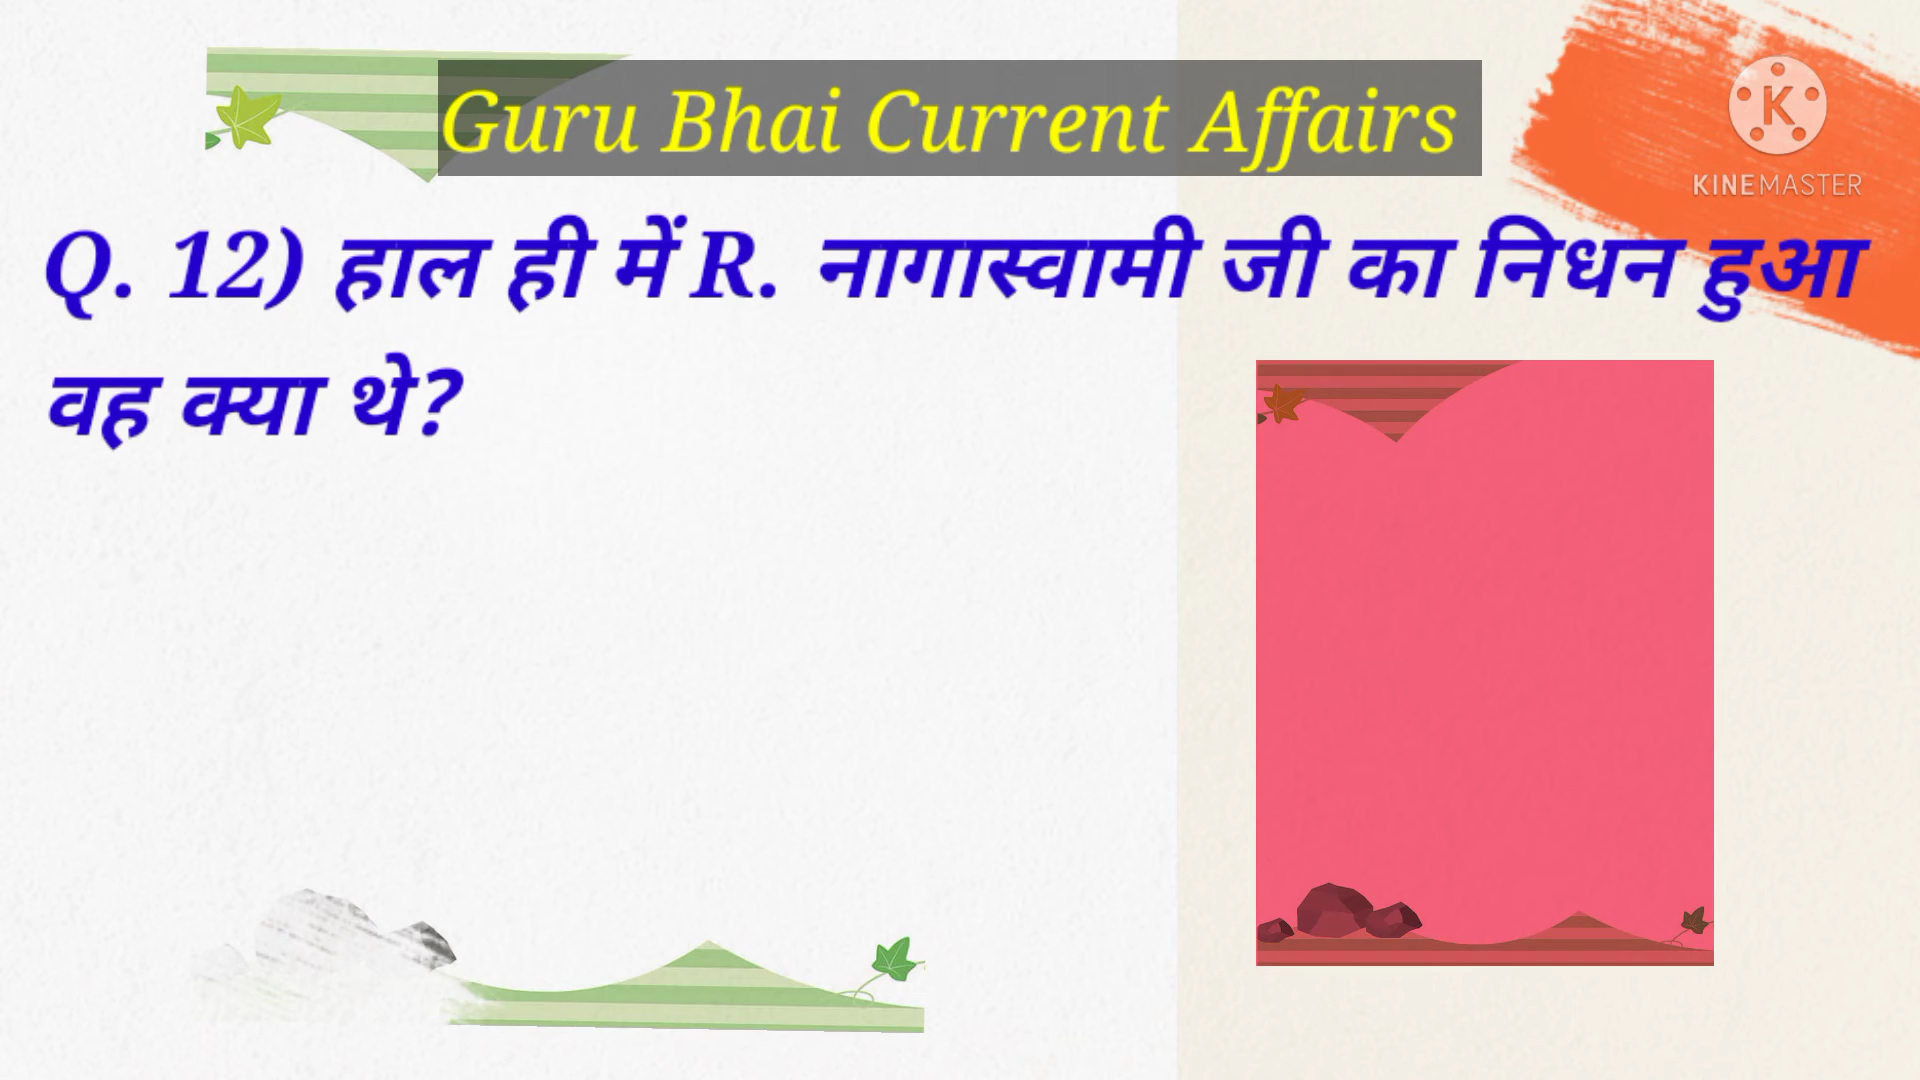 Guru Bhai Current Affairs
KINEMASTER
Q. 12) हाल ही में R. नागास्वामी जी का निधन हुआ
वह क्या थे?